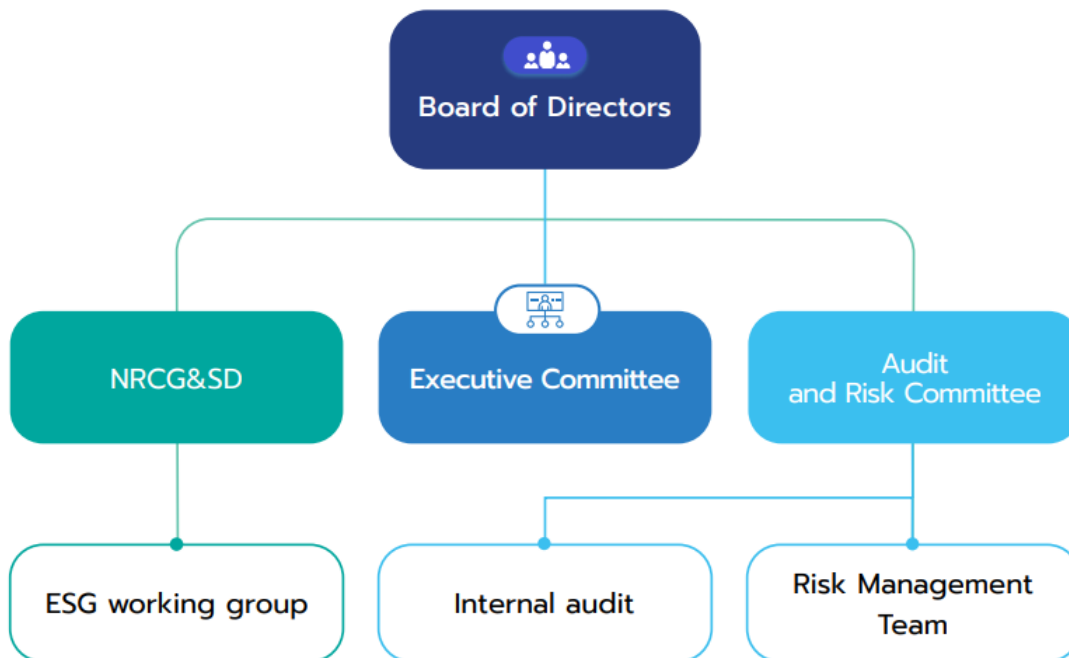 Board of Directors
NRCG&SD
Executive Committee
Audit
and Risk Committee
ESG working group
Internal audit
Risk Management
Team